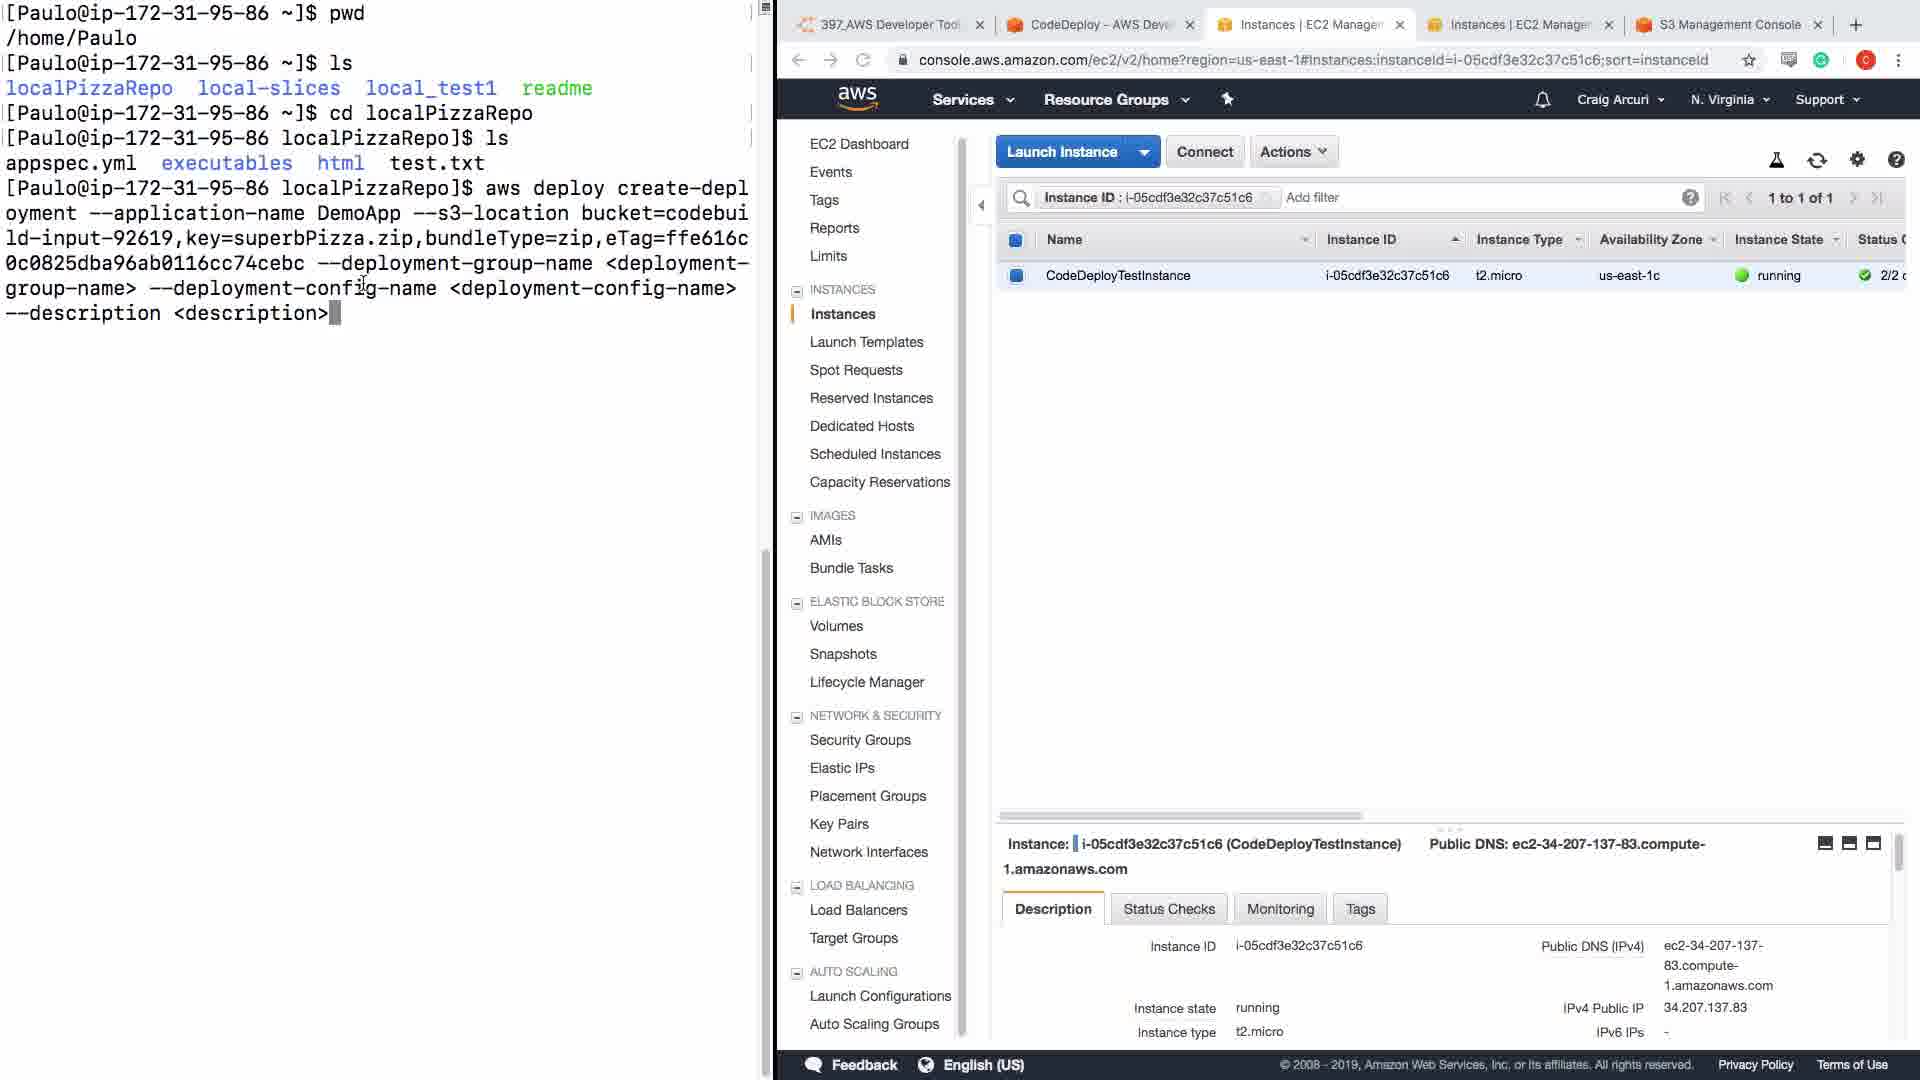 [Paulo@ip-172-31-95-86 ~]$ pwd
/home/Paulo
[Paulo@ip-172-31-95-86 ~]$ ls
localPizzaRepo local-slices local_test1 readme
[Paulo@ip-172-31-95-86 ~]$ cd localPizzaRepo
[Paulo@ip-172-31-95-86 localPizzaRepo]$ ls
appspec.yml executables html test.txt
[Paulo@ip-172-31-95-86 localPizzaRepo]$ aws deploy create-depl
oyment --application-name DemoApp --s3-location bucket=codebui
ld-input-92619,key=superbPizza.zip,bundleType=zip,eTag=ffe616c
0c0825dba96ab0116cc74cebc --deployment-group-name <deployment-
group-name> --deployment-config-name <deployment-config-name>
--description <description>
397_AWS Developer Tool
CodeDeploy - AWS Deve
Instances | EC2 Manager
Instances | EC2 Manager
S3 Management Console
console.aws.amazon.com/ec2/v2/home?region=us-east-1#Instances:instanceId=i-05cdf3e32c37c51c6;sort=instanceId
C
aws
Services
Resource Groups
Craig Arcuri
N. Virginia
Support
EC2 Dashboard
Events
Tags
Reports
Limits
INSTANCES
Instances
Launch Templates
Spot Requests
Reserved Instances
Dedicated Hosts
Scheduled Instances
Capacity Reservations
IMAGES
AMIs
Bundle Tasks
ELASTIC BLOCK STORE
Volumes
Snapshots
Lifecycle Manager
NETWORK & SECURITY
Security Groups
Elastic IPs
Placement Groups
Key Pairs
Network Interfaces
LOAD BALANCING
Load Balancers
Target Groups
AUTO SCALING
Launch Configurations
Auto Scaling Groups
Launch Instance
Connect
Actions
Instance ID : i-05cdf3e32c37c51c6 Add filter
1 to 1 of 1
Name Instance ID Instance Type Availability Zone Instance State Status C
CodeDeployTestInstance i-05cdf3e32c37c51c6 t2.micro us-east-1c running 2/2 c
Instance: i-05cdf3e32c37c51c6 (CodeDeployTestInstance) Public DNS: ec2-34-207-137-83.compute-
1.amazonaws.com
Description Status Checks Monitoring Tags
Instance ID i-05cdf3e32c37c51c6
Instance state running
Instance type t2.micro
Public DNS (IPv4) ec2-34-207-137-
83.compute-
1.amazonaws.com
IPv4 Public IP 34.207.137.83
IPv6 IPs -
Feedback English (US)
© 2008 - 2019, Amazon Web Services, Inc. or its affiliates. All rights reserved. Privacy Policy Terms of Use